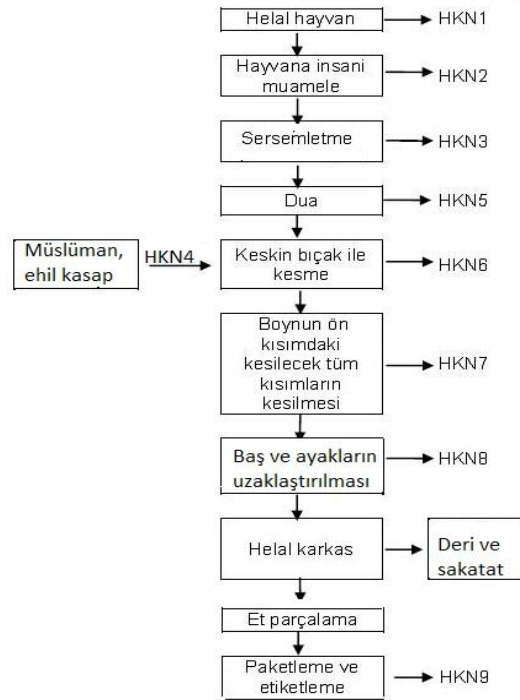 Helal hayvan
HKN1
Hayvana insani
muamele
HKN2
Sersemletme
HKN3
Dua
HKN5
Müslüman,
ehil kasap
HKN4
Keskin bıçak ile
kesme
HKN6
Boynun ön
kısımdaki
kesilecek tüm
kısımların
kesilmesi
HKN7
Baş ve ayakların
uzaklaştırılması
HKN8
Helal karkas
Deri ve
sakatat
Et parçalama
Paketleme ve
etiketleme
HKN9